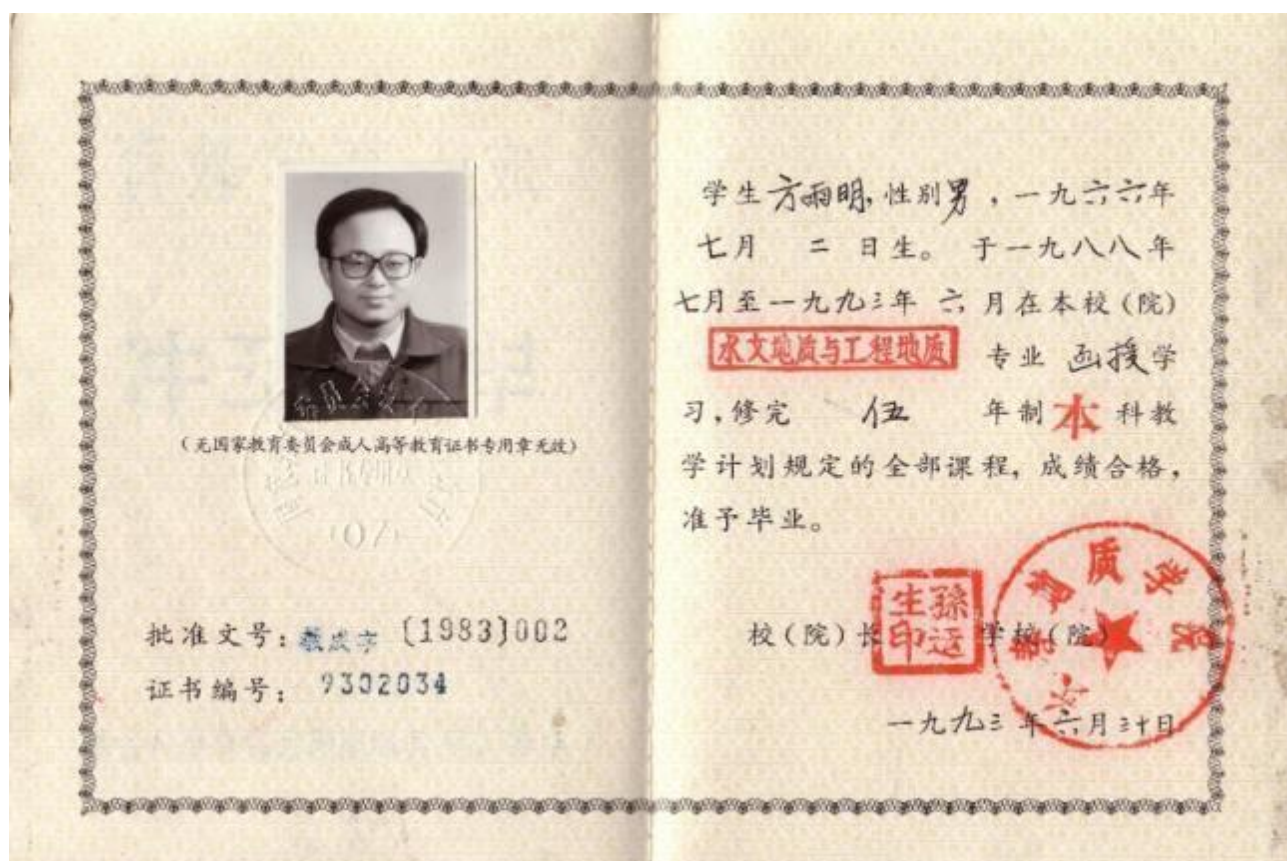 （无国家教育委员会成人高等教育证书专用章无效）
批准文号：教成字 (1983)002
证书编号：9302034
学生 方雨明，性别男，一九六六年
七月 二 日生。于一九八八年
七月至一九九三年 六 月在本校（院）
水文地质与工程地质 专业 函授学
习，修完 伍 年制 本 科教
学计划规定的全部课程，成绩合格，
准予毕业。
校（院）长 孙运生印 学校（院）
地质学院
一九九三年六月三十日